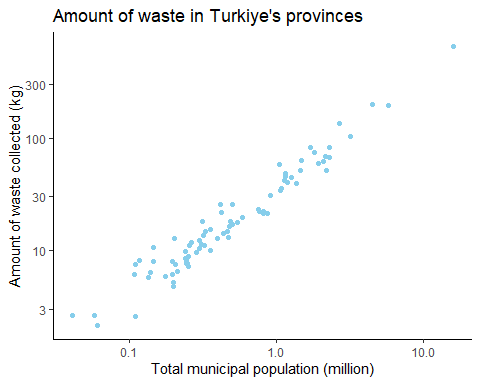 Amount of waste in Turkiye's provinces
Amount of waste collected (kg)
300
100
30
10
3
0.1 1.0 10.0
Total municipal population (million)